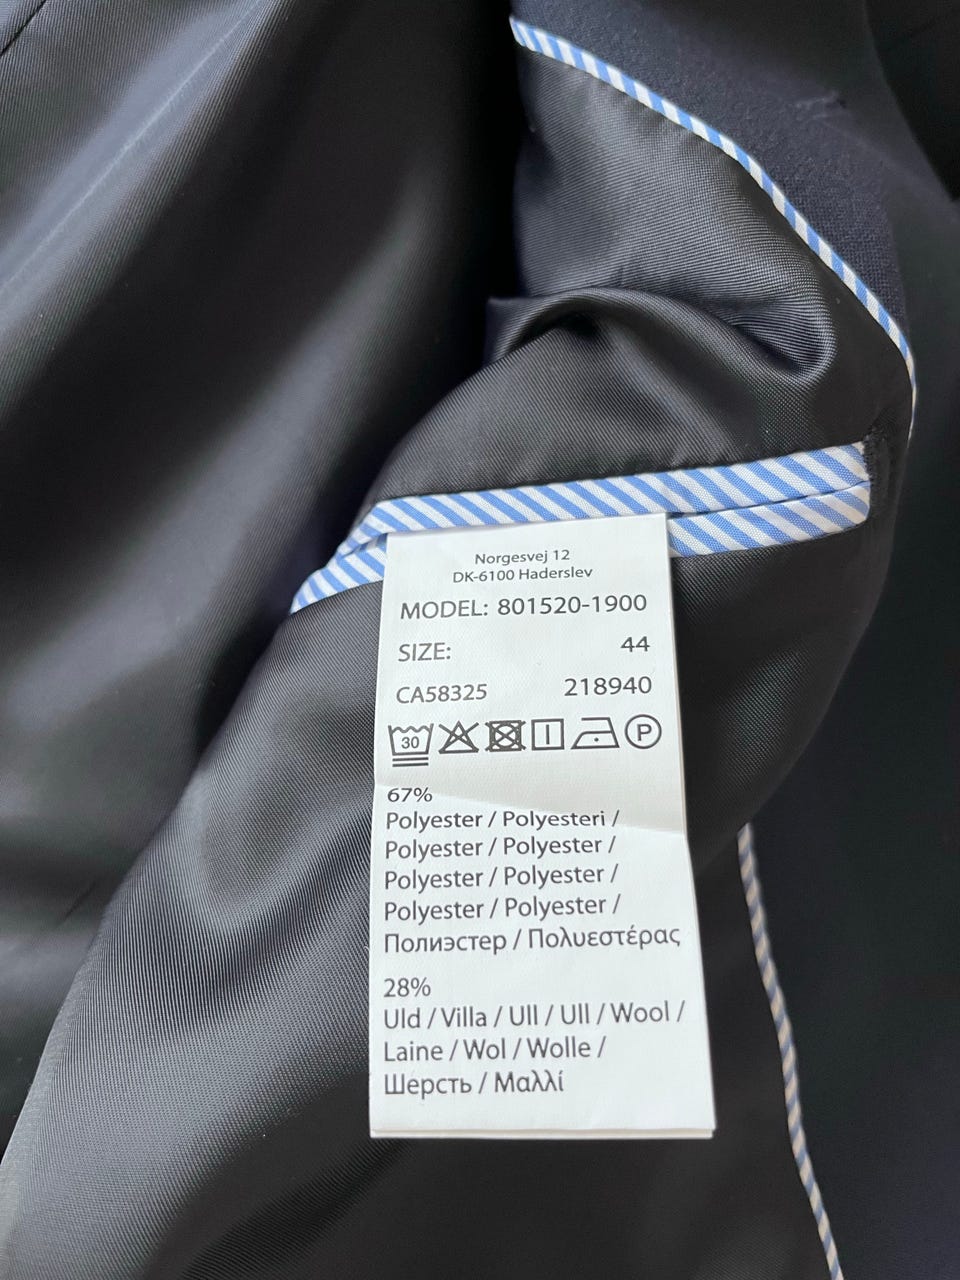 Norgesvej 12
DK-6100 Haderslev
MODEL: 801520-1900
SIZE: 44
CA58325 218940
30 P
67%
Polyester / Polyesteri /
Polyester / Polyester /
Polyester / Polyester /
Polyester / Polyester /
Полиэстер / Πολυεστέρας
28%
Uld / Villa / Ull / Ull / Wool /
Laine / Wol / Wolle /
Шерсть / Μαλλί